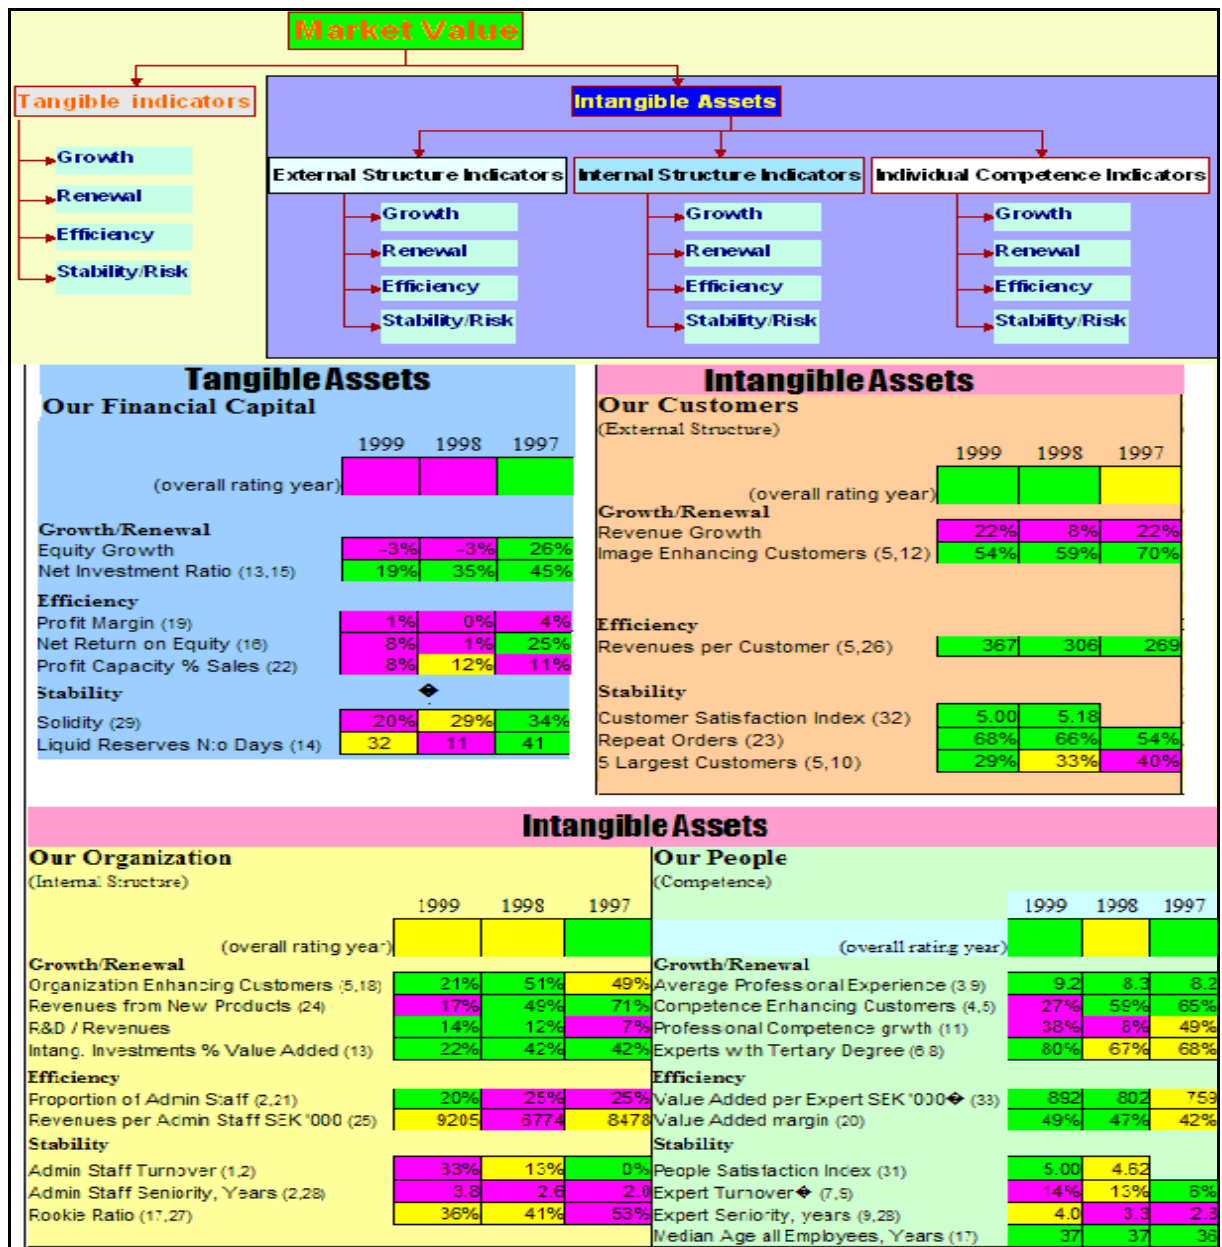 Market Value
Tangible indicators
Intangible Assets
Growth
Renewal
Efficiency
Stability/Risk
External Structure Indicators
Internal Structure Indicators
Individual Competence Indicators
Growth
Renewal
Efficiency
Stability/Risk
Growth
Renewal
Efficiency
Stability/Risk
Growth
Renewal
Efficiency
Stability/Risk
Tangible Assets
Our Financial Capital
1999 1998 1997
(overall rating year)
Growth/Renewal
Equity Growth -3% -3% 26%
Net Investment Ratio (13,15) 19% 35% 45%
Efficiency
Profit Margin (19) 1% 0% 4%
Net Return on Equity (16) 8% 1% 25%
Profit Capacity % Sales (22) 8% 12% 11%
Stability �
Solidity (29) 20% 29% 34%
Liquid Reserves N:o Days (14) 32 11 41
Intangible Assets
Our Customers
(External Structure)
1999 1998 1997
(overall rating year)
Growth/Renewal
Revenue Growth 22% 8% 22%
Image Enhancing Customers (5,12) 54% 59% 70%
Efficiency
Revenues per Customer (5,26) 367 306 269
Stability
Customer Satisfaction Index (32) 5.00 5.18
Repeat Orders (23) 68% 66% 54%
5 Largest Customers (5,10) 29% 33% 40%
Intangible Assets
Our Organization
(Internal Structure)
1999 1998 1997
(overall rating year)
Growth/Renewal
Organization Enhancing Customers (5,18) 21% 51% 49%
Revenues from New Products (24) 17% 49% 71%
R&D / Revenues 14% 12% 7%
Intang. Investments % Value Added (13) 22% 42% 42%
Efficiency
Proportion of Admin Staff (2,21) 20% 25% 25%
Revenues per Admin Staff SEK '000 (25) 9205 6774 8478
Stability
Admin Staff Turnover (1,2) 33% 13% 0%
Admin Staff Seniority, Years (2,28) 3.8 2.6 2.0
Rookie Ratio (17,27) 36% 41% 53%
Our People
(Competence)
1999 1998 1997
(overall rating year)
Growth/Renewal
Average Professional Experience (3,9) 9.2 8.3 8.2
Competence Enhancing Customers (4,5) 27% 59% 65%
Professional Competence grwth (11) 38% 8% 49%
Experts with Tertary Degree (6,8) 80% 67% 68%
Efficiency
Value Added per Expert SEK '000� (33) 892 802 759
Value Added margin (20) 49% 47% 42%
Stability
People Satisfaction Index (31) 5.00 4.62
Expert Turnover� (7,9) 14% 13% 6%
Expert Seniority, years (9,28) 4.0 3.3 2.8
Median Age all Employees, Years (17) 37 37 36